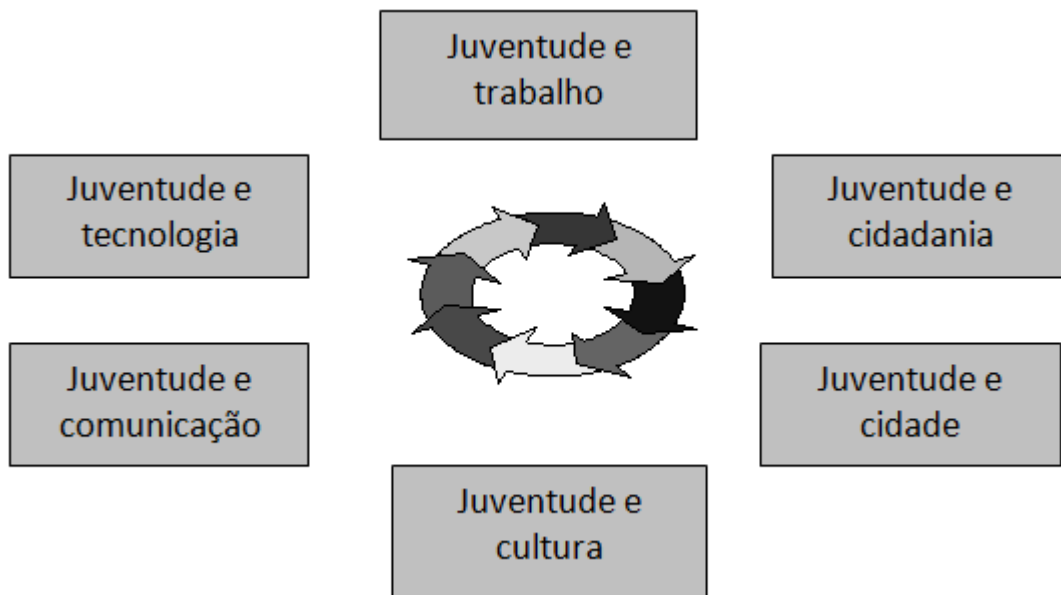 Juventude e
trabalho
Juventude e
tecnologia
Juventude e
cidadania
Juventude e
comunicação
Juventude e
cidade
Juventude e
cultura